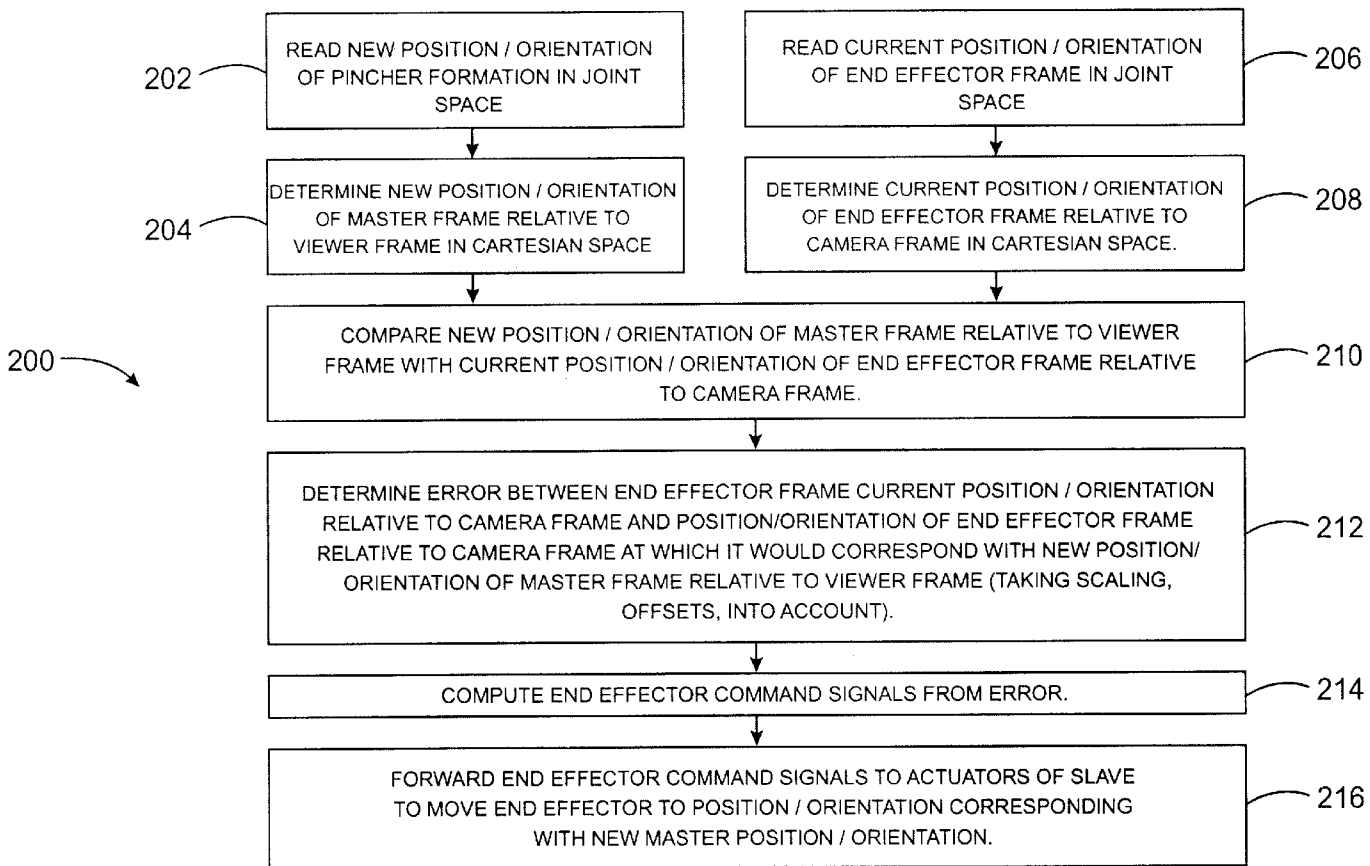 202
READ NEW POSITION / ORIENTATION
OF PINCHER FORMATION IN JOINT
SPACE
READ CURRENT POSITION / ORIENTATION
OF END EFFECTOR FRAME IN JOINT
SPACE
206
204
DETERMINE NEW POSITION / ORIENTATION
OF MASTER FRAME RELATIVE TO
VIEWER FRAME IN CARTESIAN SPACE
DETERMINE CURRENT POSITION / ORIENTATION
OF END EFFECTOR FRAME RELATIVE TO
CAMERA FRAME IN CARTESIAN SPACE.
208
200
COMPARE NEW POSITION / ORIENTATION OF MASTER FRAME RELATIVE TO VIEWER
FRAME WITH CURRENT POSITION / ORIENTATION OF END EFFECTOR FRAME RELATIVE
TO CAMERA FRAME.
210
DETERMINE ERROR BETWEEN END EFFECTOR FRAME CURRENT POSITION / ORIENTATION
RELATIVE TO CAMERA FRAME AND POSITION/ORIENTATION OF END EFFECTOR FRAME
RELATIVE TO CAMERA FRAME AT WHICH IT WOULD CORRESPOND WITH NEW POSITION/
ORIENTATION OF MASTER FRAME RELATIVE TO VIEWER FRAME (TAKING SCALING,
OFFSETS, INTO ACCOUNT).
212
COMPUTE END EFFECTOR COMMAND SIGNALS FROM ERROR.
214
FORWARD END EFFECTOR COMMAND SIGNALS TO ACTUATORS OF SLAVE
TO MOVE END EFFECTOR TO POSITION / ORIENTATION CORRESPONDING
WITH NEW MASTER POSITION / ORIENTATION.
216